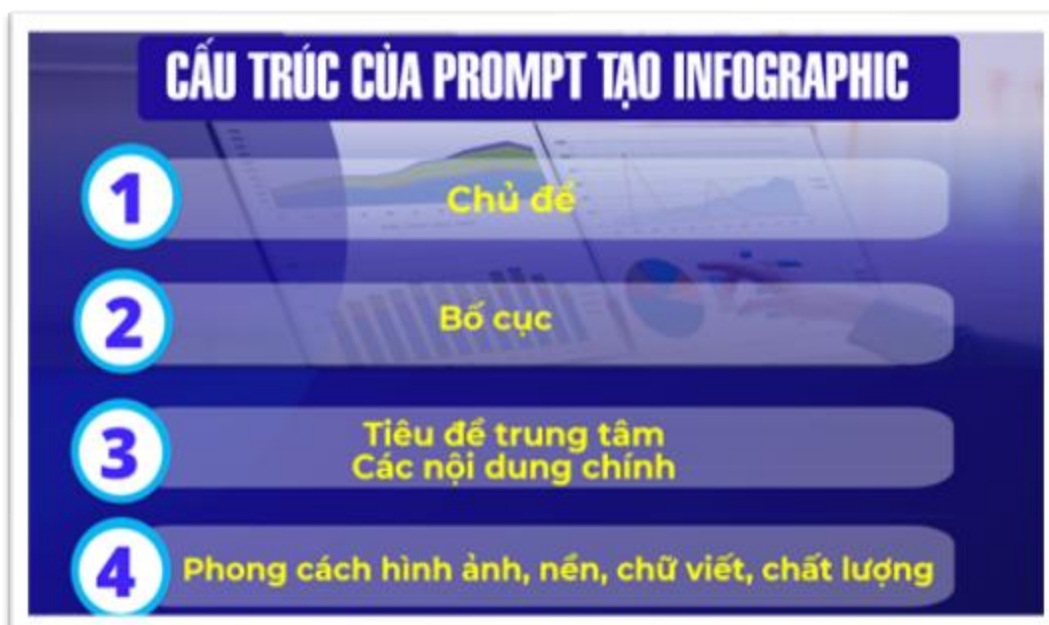 CẤU TRÚC CỦA PROMPT TẠO INFOGRAPHIC
1
Chủ đề
2
Bố cục
3
Tiêu đề trung tâm
Các nội dung chính
4
Phong cách hình ảnh, nền, chữ viết, chất lượng